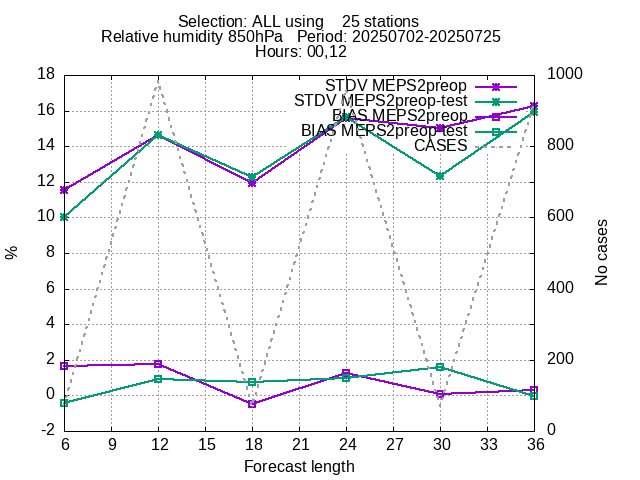 Selection: ALL using    25 stations
Relative humidity 850hPa   Period: 20250702-20250725
Hours: 00,12
STDV MEPS2preop
STDV MEPS2preop-test
BIAS MEPS2preop
BIAS MEPS2preop-test
CASES
18
16
14
12
10
8
6
4
2
0
-2
%
1000
800
600
400
200
0
No cases
6 9 12 15 18 21 24 27 30 33 36
Forecast length